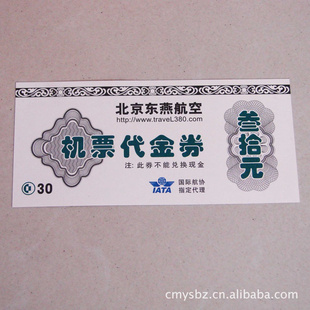 北京东燕航空
http://www.traveL380.com
机票代金券
叁拾元
注:此券不能兑换现金
30
IATA
国际航协
指定代理
cmysbz.cn.alibaba.com